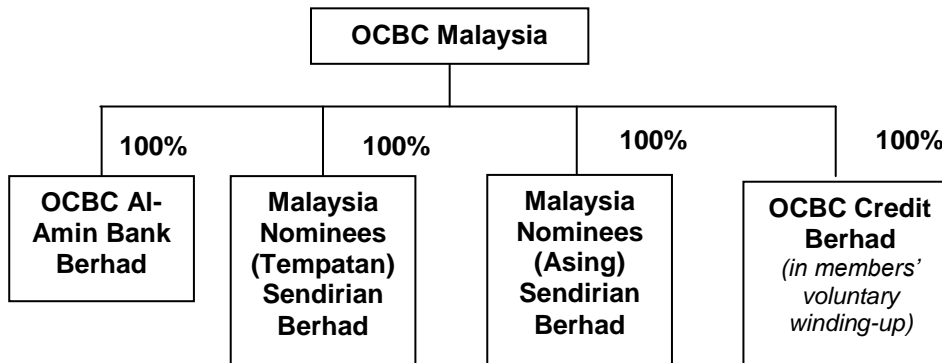 OCBC Malaysia
100%
100%
100%
100%
OCBC Al-
Amin Bank
Berhad
Malaysia
Nominees
(Tempatan)
Sendirian
Berhad
Malaysia
Nominees
(Asing)
Sendirian
Berhad
OCBC Credit
Berhad
(in members’
voluntary
winding-up)